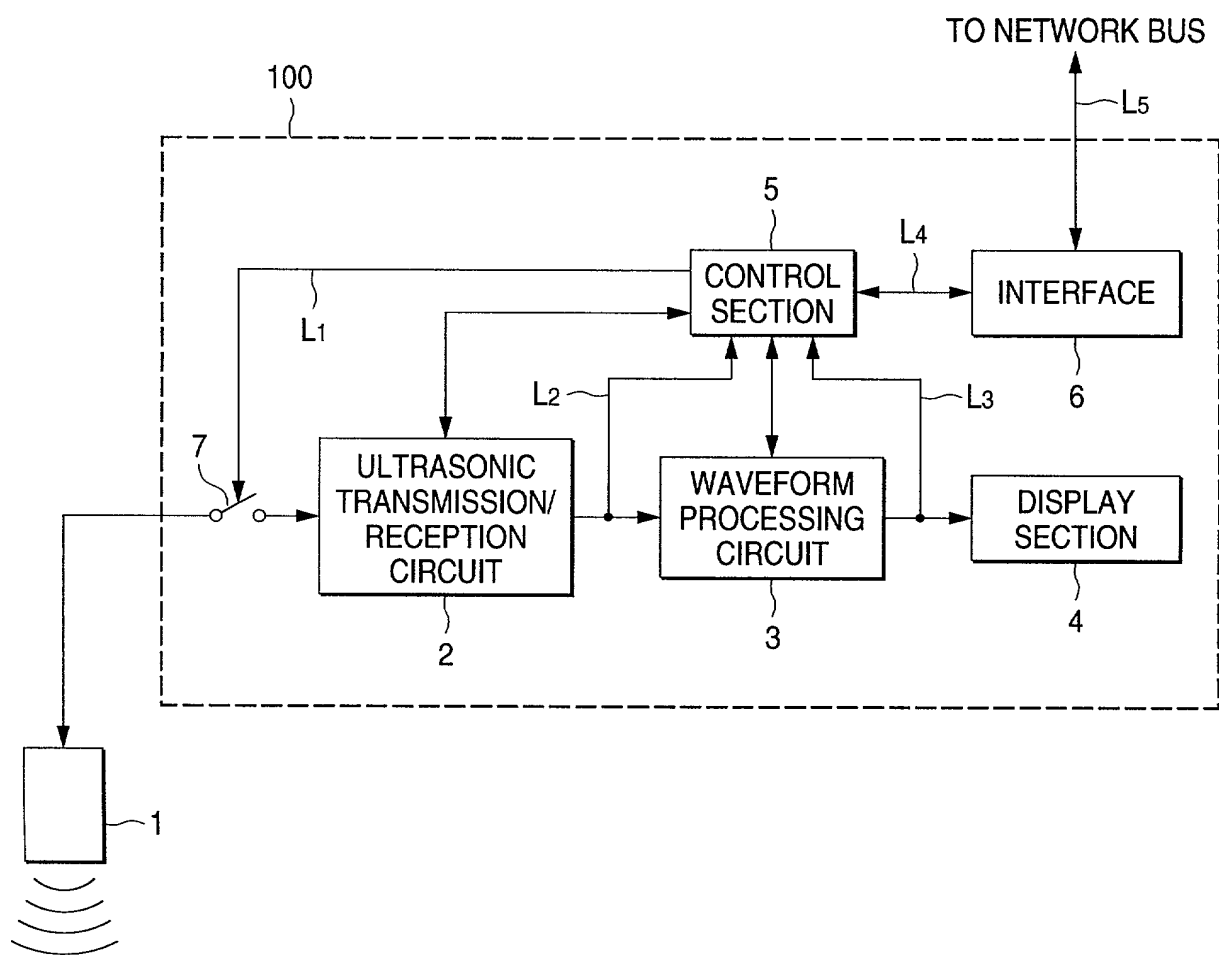 TO NETWORK BUS
100
L5
5
L4
CONTROL
SECTION
INTERFACE
L1
6
L2
L3
7
ULTRASONIC
TRANSMISSION/
RECEPTION
CIRCUIT
WAVEFORM
PROCESSING
CIRCUIT
DISPLAY
SECTION
2
3
4
1